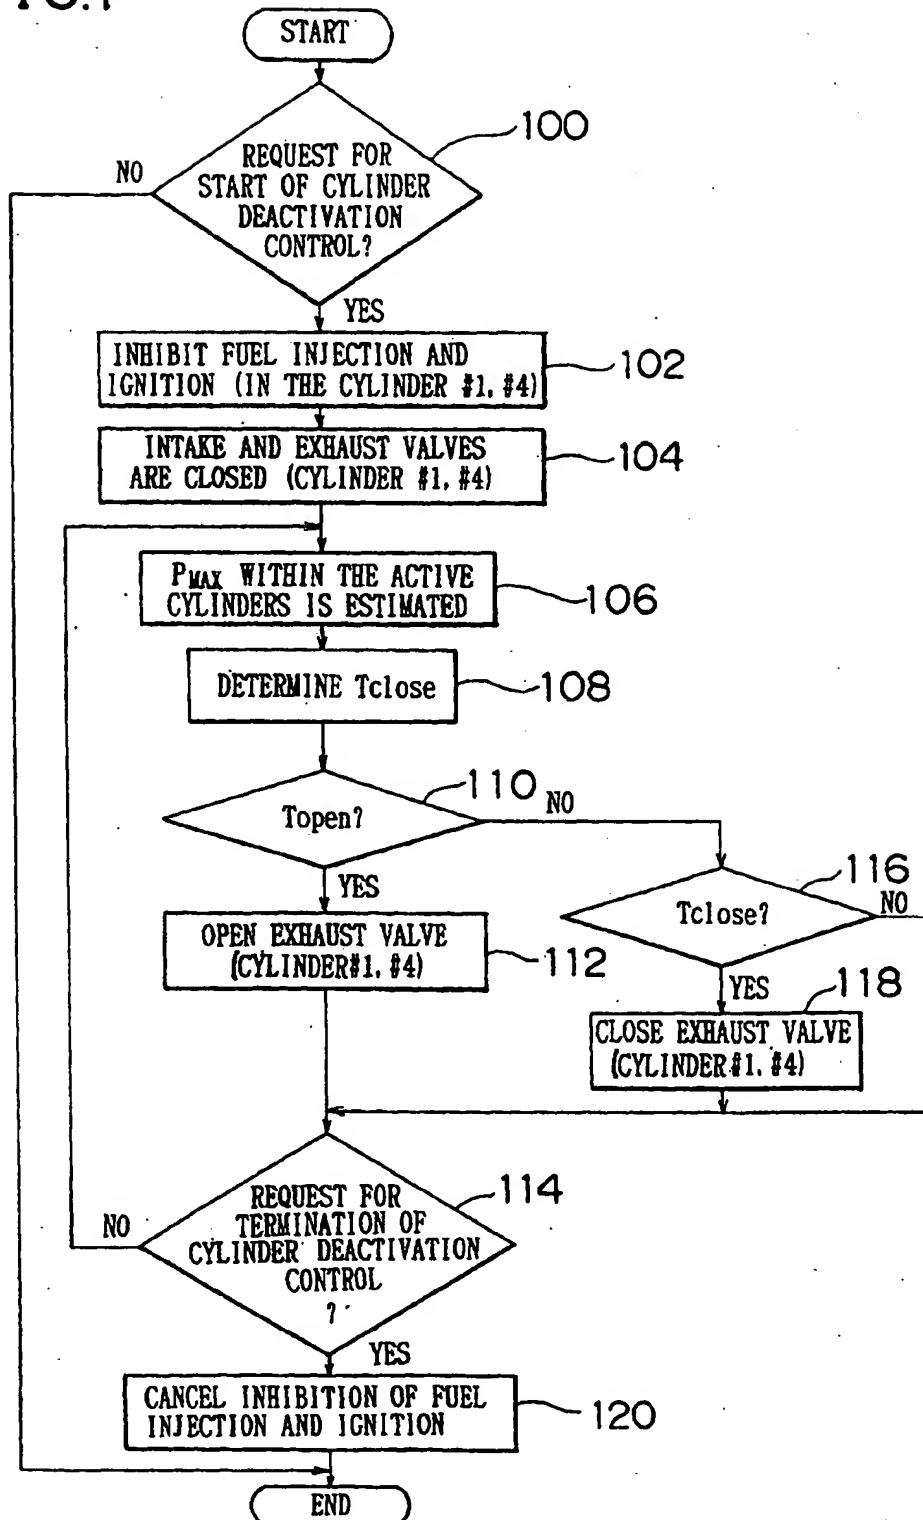 START
100
REQUEST FOR
START OF CYLINDER
DEACTIVATION
CONTROL?
NO
YES
INHIBIT FUEL INJECTION AND
IGNITION (IN THE CYLINDER #1, #4)
102
INTAKE AND EXHAUST VALVES
ARE CLOSED (CYLINDER #1, #4)
104
PMAX WITHIN THE ACTIVE
CYLINDERS IS ESTIMATED
106
DETERMINE Tclose
108
110
Topen?
NO
YES
116
Tclose?
NO
OPEN EXHAUST VALVE
(CYLINDER#1, #4)
112
YES
118
CLOSE EXHAUST VALVE
(CYLINDER#1, #4)
114
REQUEST FOR
TERMINATION OF
CYLINDER DEACTIVATION
CONTROL
?
NO
YES
CANCEL INHIBITION OF FUEL
INJECTION AND IGNITION
120
END